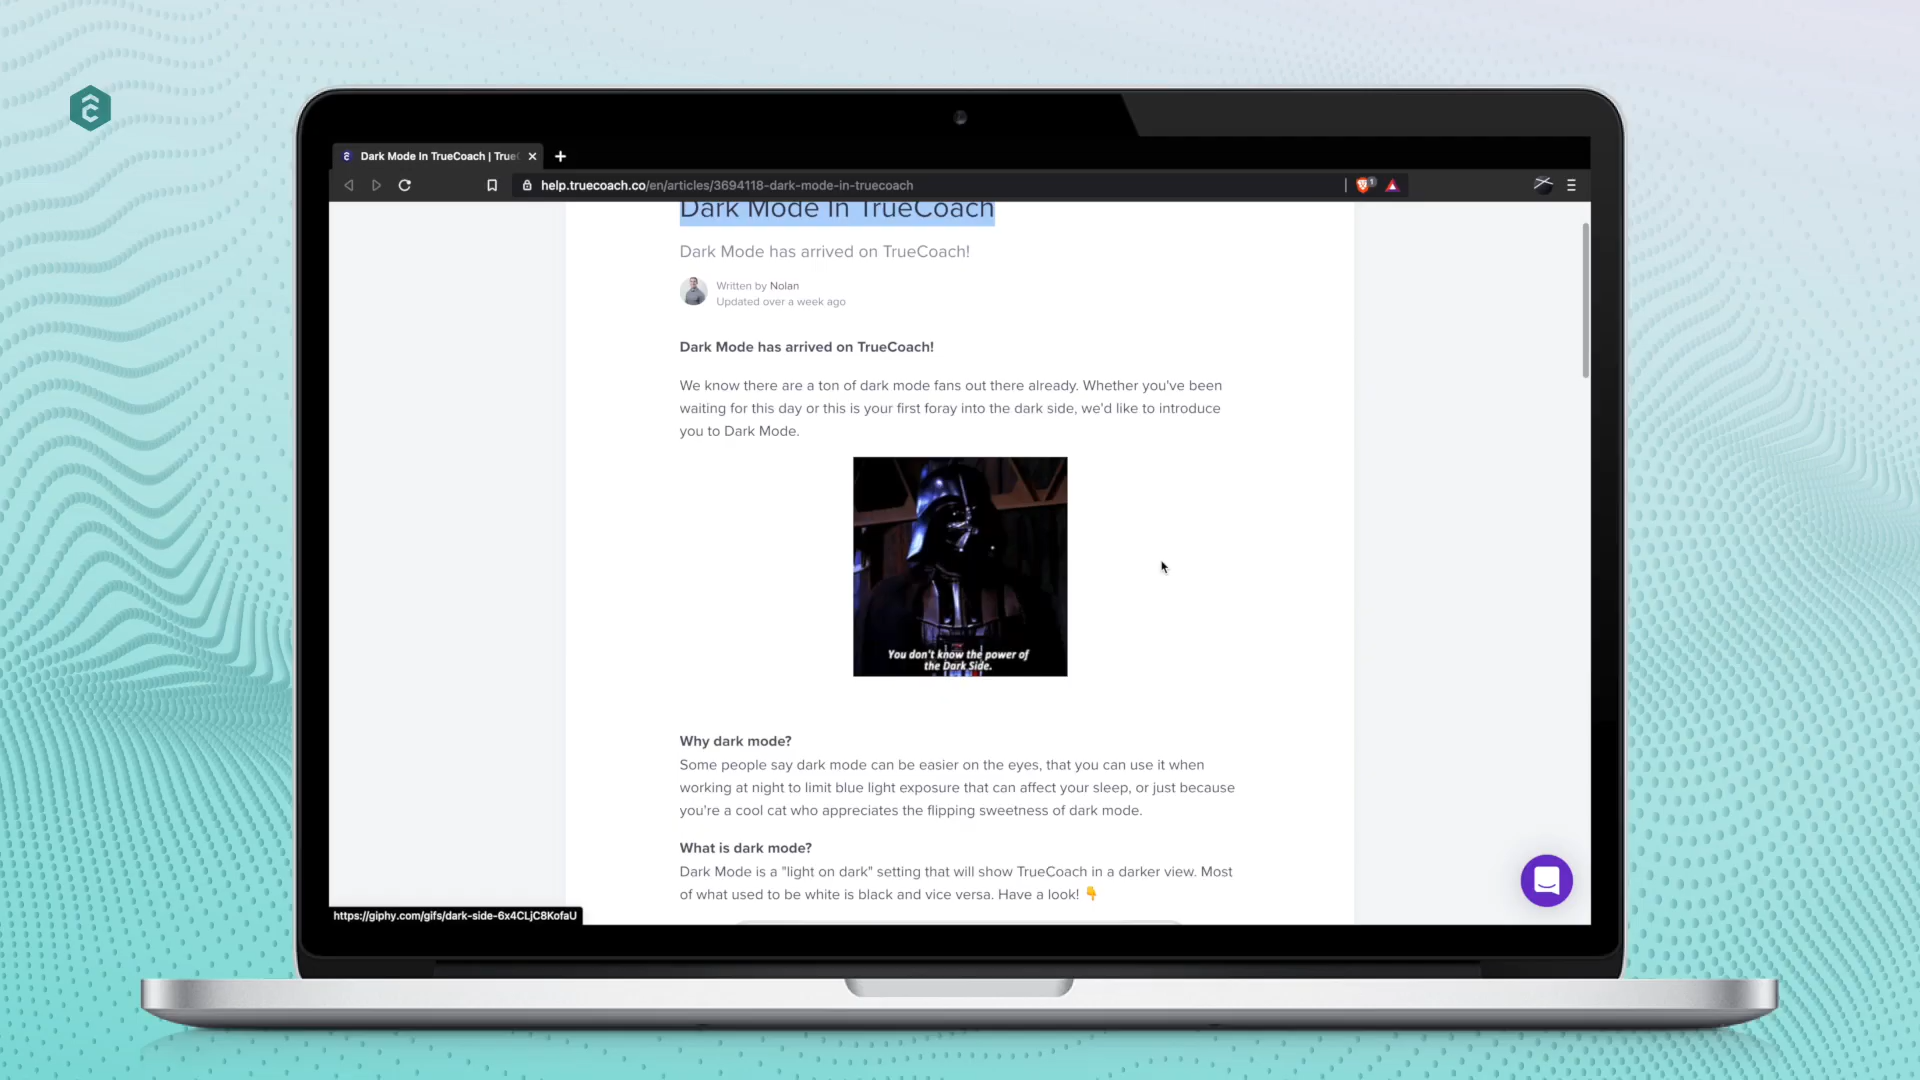 Dark Mode In TrueCoach | True
help.truecoach.co/en/articles/3694118-dark-mode-in-truecoach
1
Dark Mode In TrueCoach
Dark Mode has arrived on TrueCoach!
Written by Nolan
Updated over a week ago
Dark Mode has arrived on TrueCoach!
We know there are a ton of dark mode fans out there already. Whether you've been
waiting for this day or this is your first foray into the dark side, we'd like to introduce
you to Dark Mode.
You don't know the power of
the Dark Side.
Why dark mode?
Some people say dark mode can be easier on the eyes, that you can use it when
working at night to limit blue light exposure that can affect your sleep, or just because
you're a cool cat who appreciates the flipping sweetness of dark mode.
What is dark mode?
Dark Mode is a "light on dark" setting that will show TrueCoach in a darker view. Most
of what used to be white is black and vice versa. Have a look! 👇
https://giphy.com/gifs/dark-side-6x4CLjC8KofaU